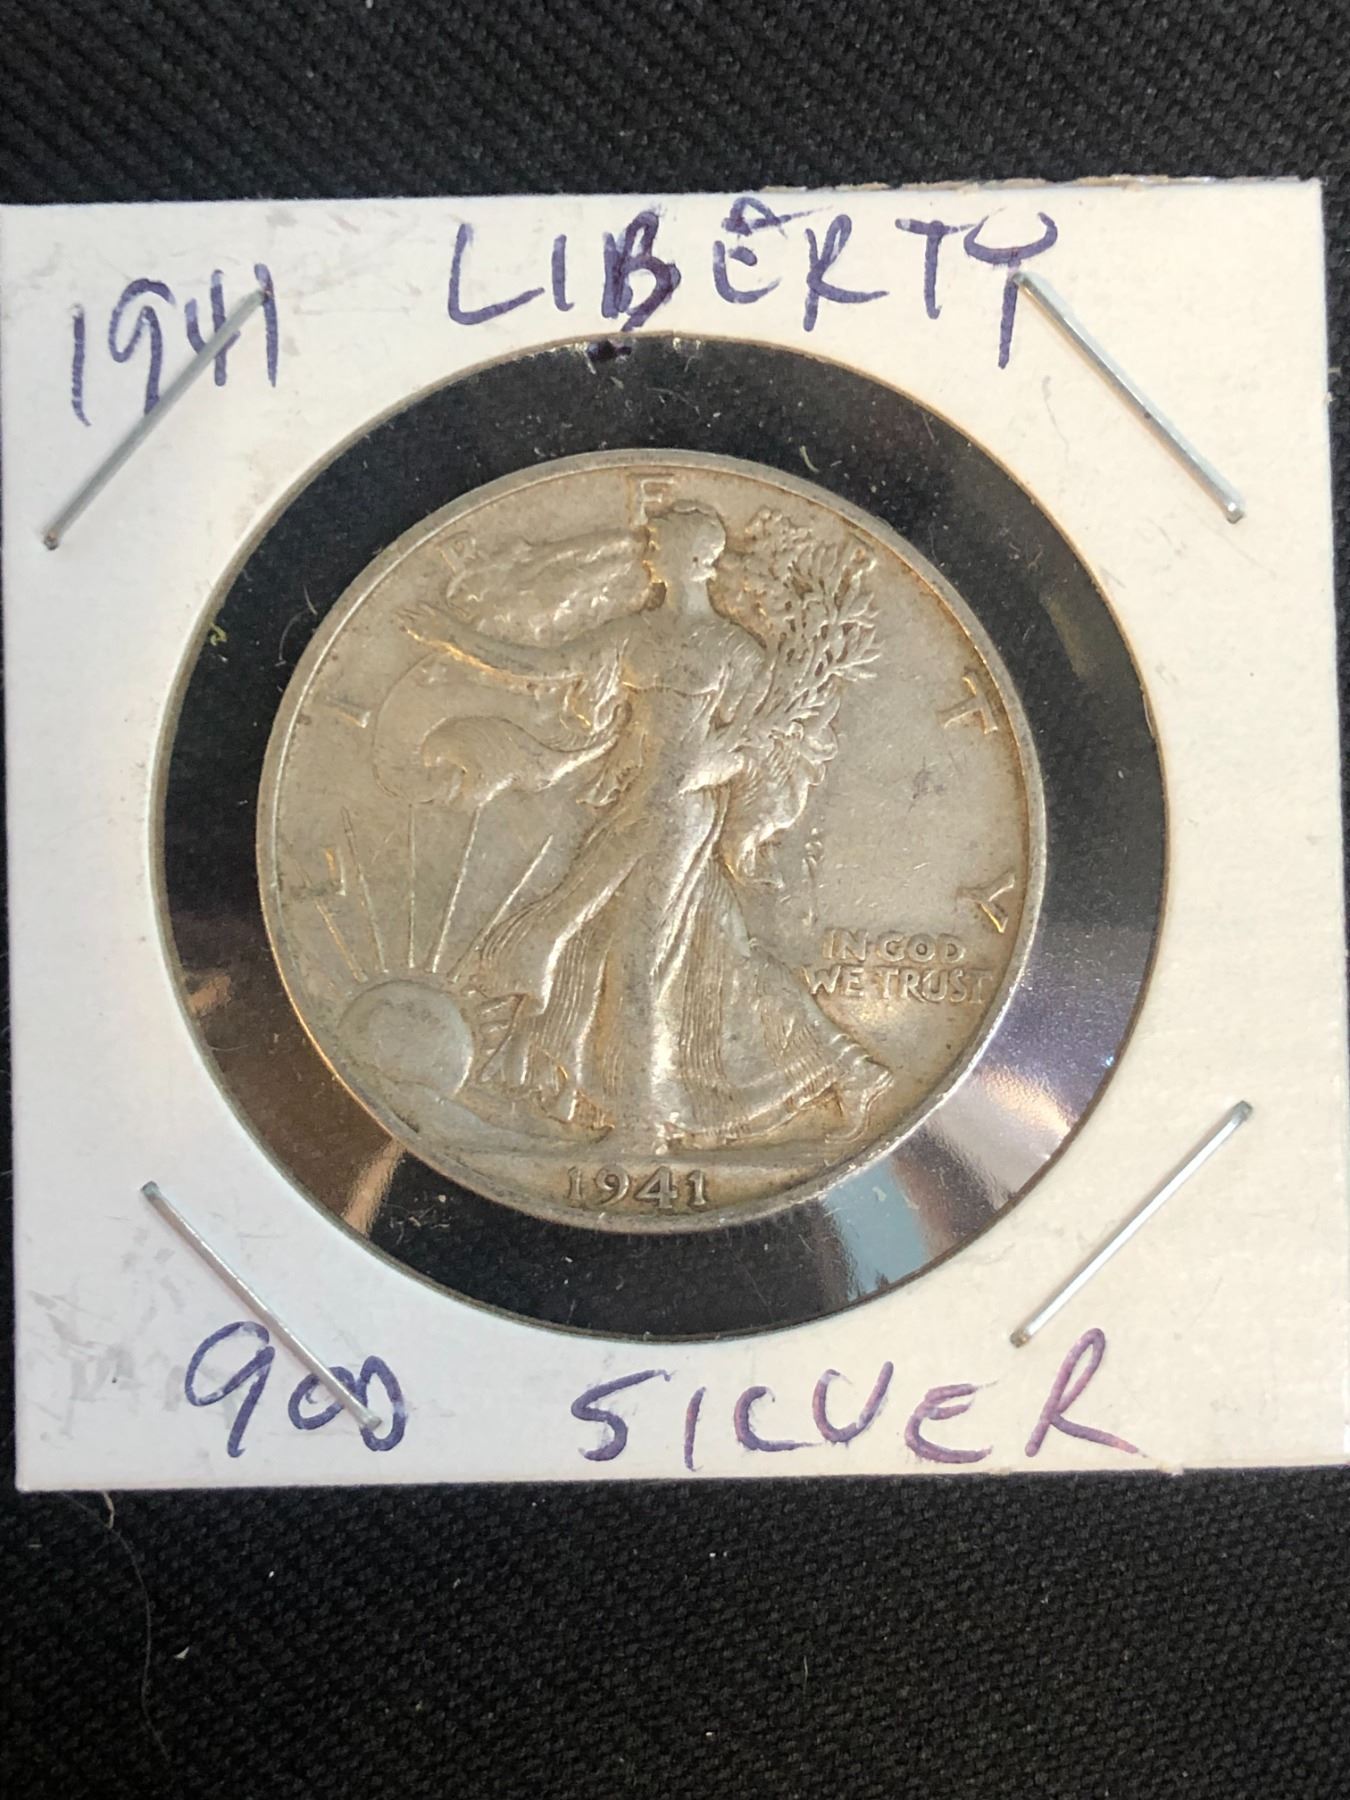 1941 LIBERTY
LIBERTY
IN GOD
WE TRUST
1941
900 SILVER